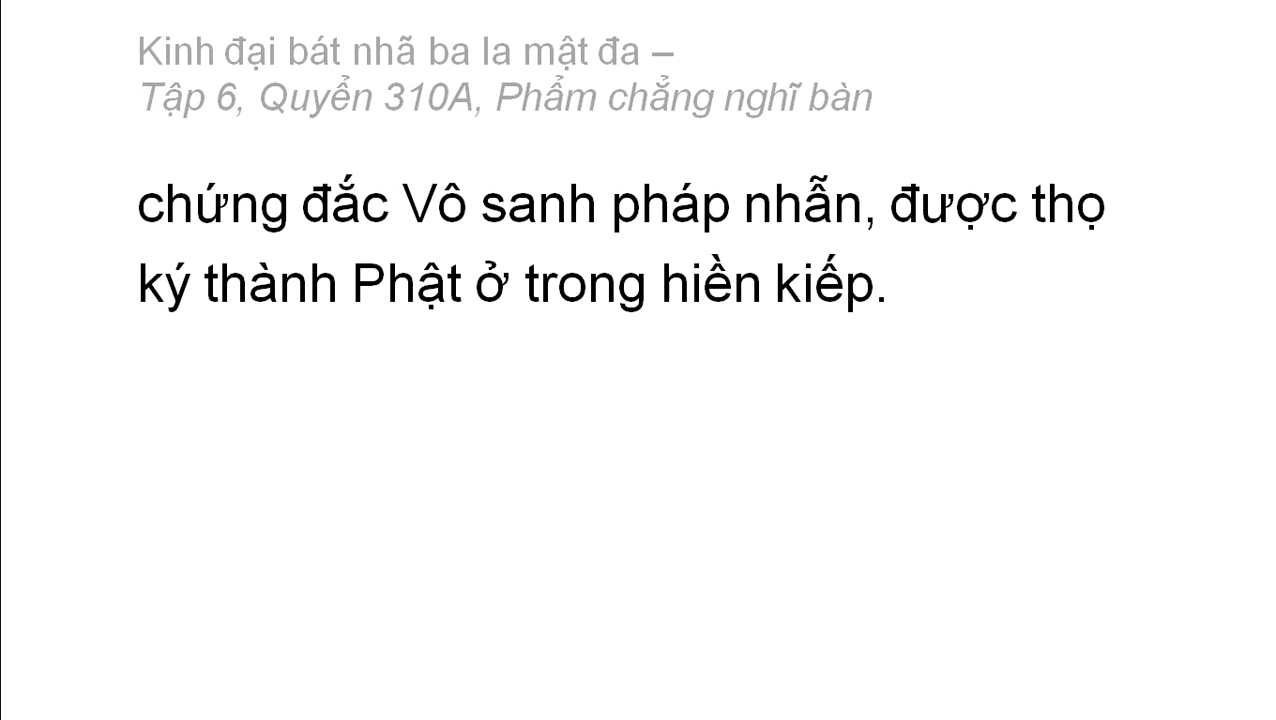 Kinh đại bát nhã ba la mật đa –
Tập 6, Quyển 310A, Phẩm chẳng nghĩ bàn
chứng đắc Vô sanh pháp nhẫn, được thọ
ký thành Phật ở trong hiền kiếp.